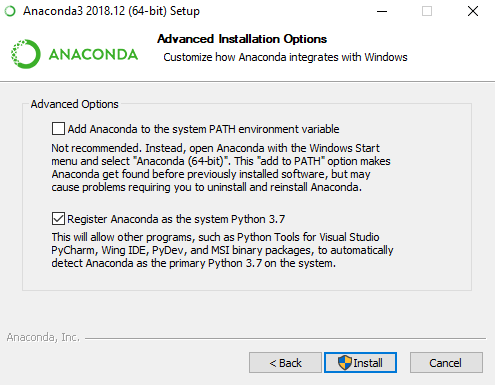 Anaconda3 2018.12 (64-bit) Setup
ANACONDA
Advanced Installation Options
Customize how Anaconda integrates with Windows
Advanced Options
Add Anaconda to the system PATH environment variable
Not recommended. Instead, open Anaconda with the Windows Start
menu and select "Anaconda (64-bit)". This "add to PATH" option makes
Anaconda get found before previously installed software, but may
cause problems requiring you to uninstall and reinstall Anaconda.
Register Anaconda as the system Python 3.7
This will allow other programs, such as Python Tools for Visual Studio
PyCharm, Wing IDE, PyDev, and MSI binary packages, to automatically
detect Anaconda as the primary Python 3.7 on the system.
Anaconda, Inc.
< Back
Install
Cancel